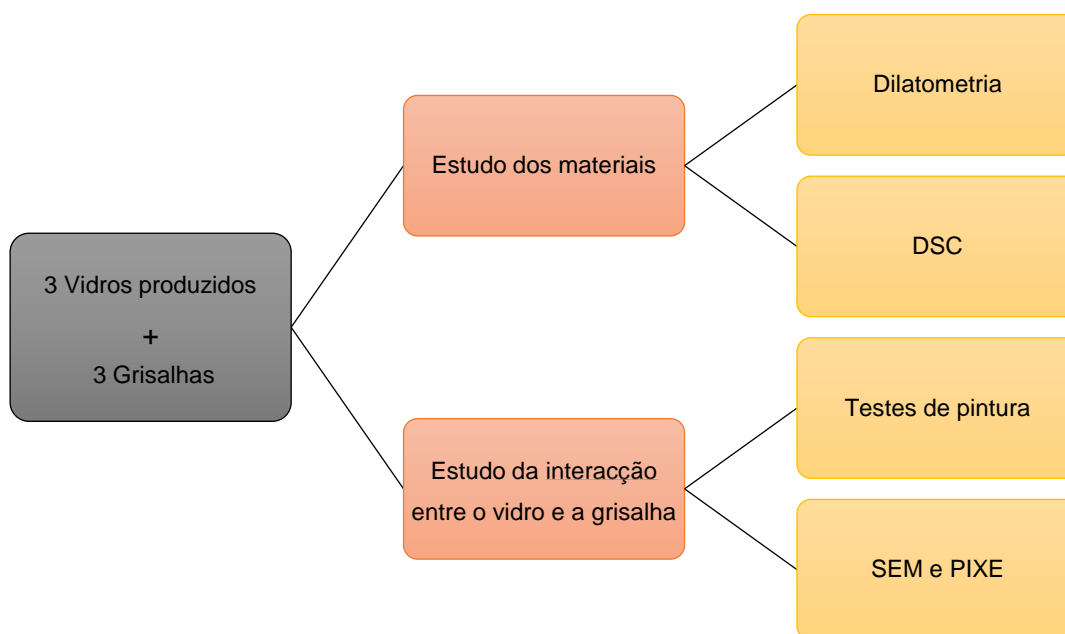 3 Vidros produzidos
+
3 Grisalhas
Estudo dos materiais
Dilatometria
DSC
Estudo da interacção
entre o vidro e a grisalha
Testes de pintura
SEM e PIXE